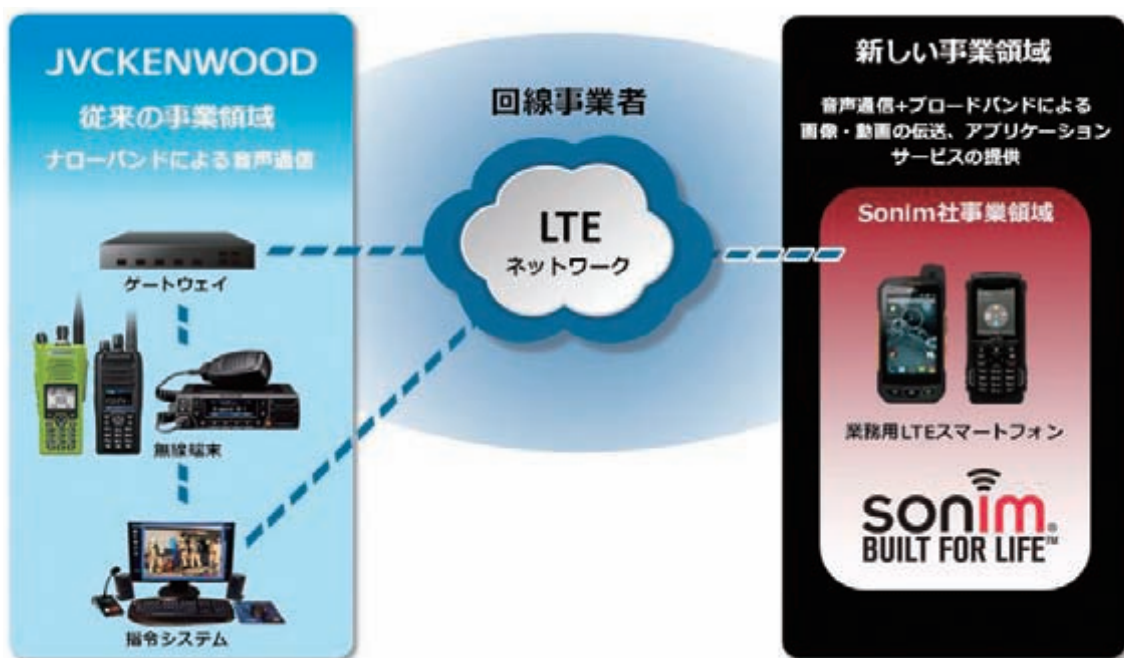 JVCKENWOOD
従来の事業領域
ナローバンドによる音声通信
ゲートウェイ
無線端末
指令システム
回線事業者
LTE
ネットワーク
新しい事業領域
音声通信+ブロードバンドによる
画像・動画の伝送、アプリケーション
サービスの提供
Sonim社事業領域
業務用LTEスマートフォン
sonim®
BUILT FOR LIFE™